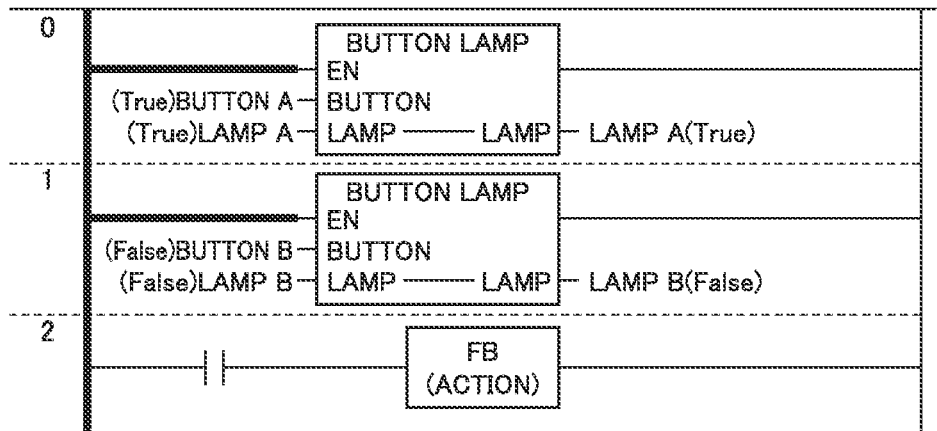 0
BUTTON LAMP
EN
(True)BUTTON A BUTTON
(True)LAMP A LAMP LAMP LAMP A(True)
1
BUTTON LAMP
EN
(False)BUTTON B BUTTON
(False)LAMP B LAMP LAMP LAMP B(False)
2
FB
(ACTION)